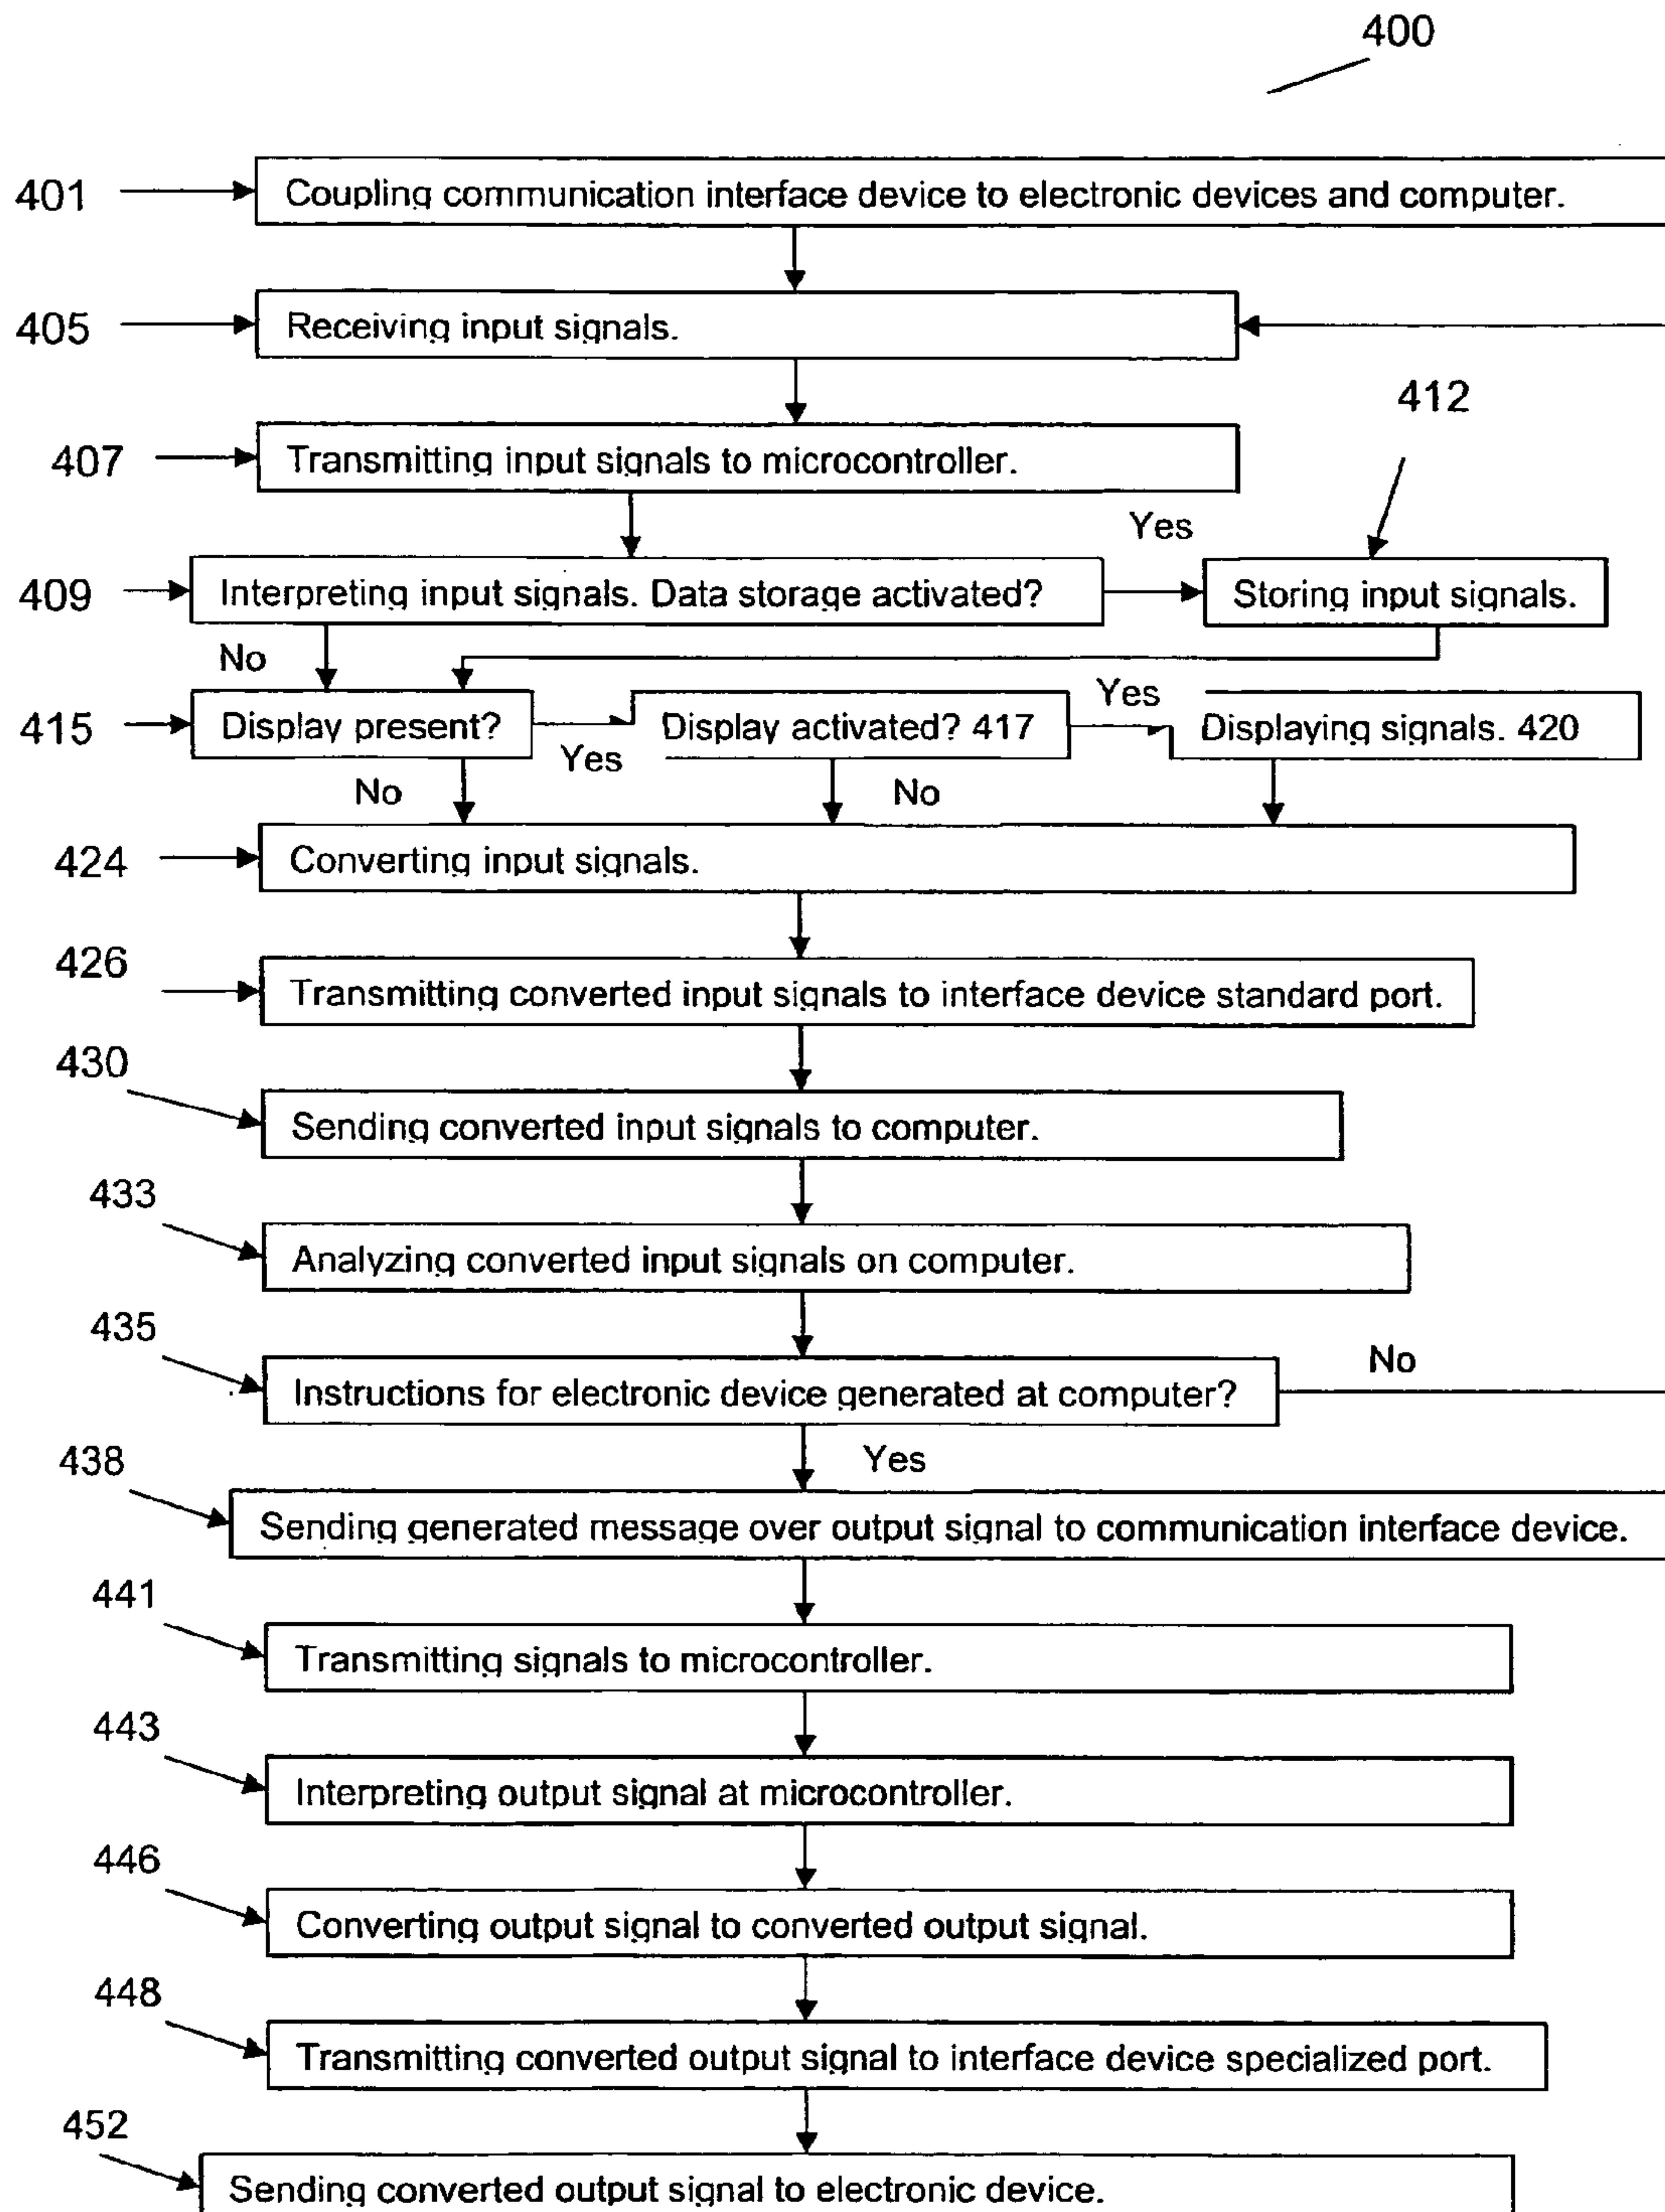 400
401 Coupling communication interface device to electronic devices and computer.
405 Receiving input signals.
412
407 Transmitting input signals to microcontroller.
Yes
409 Interpreting input signals. Data storage activated? Storing input signals.
No
415 Display present? Yes Display activated? 417 Yes Displaying signals. 420
No No
424 Converting input signals.
426 Transmitting converted input signals to interface device standard port.
430 Sending converted input signals to computer.
433 Analyzing converted input signals on computer.
435 Instructions for electronic device generated at computer? No
Yes
438 Sending generated message over output signal to communication interface device.
441 Transmitting signals to microcontroller.
443 Interpreting output signal at microcontroller.
446 Converting output signal to converted output signal.
448 Transmitting converted output signal to interface device specialized port.
452 Sending converted output signal to electronic device.